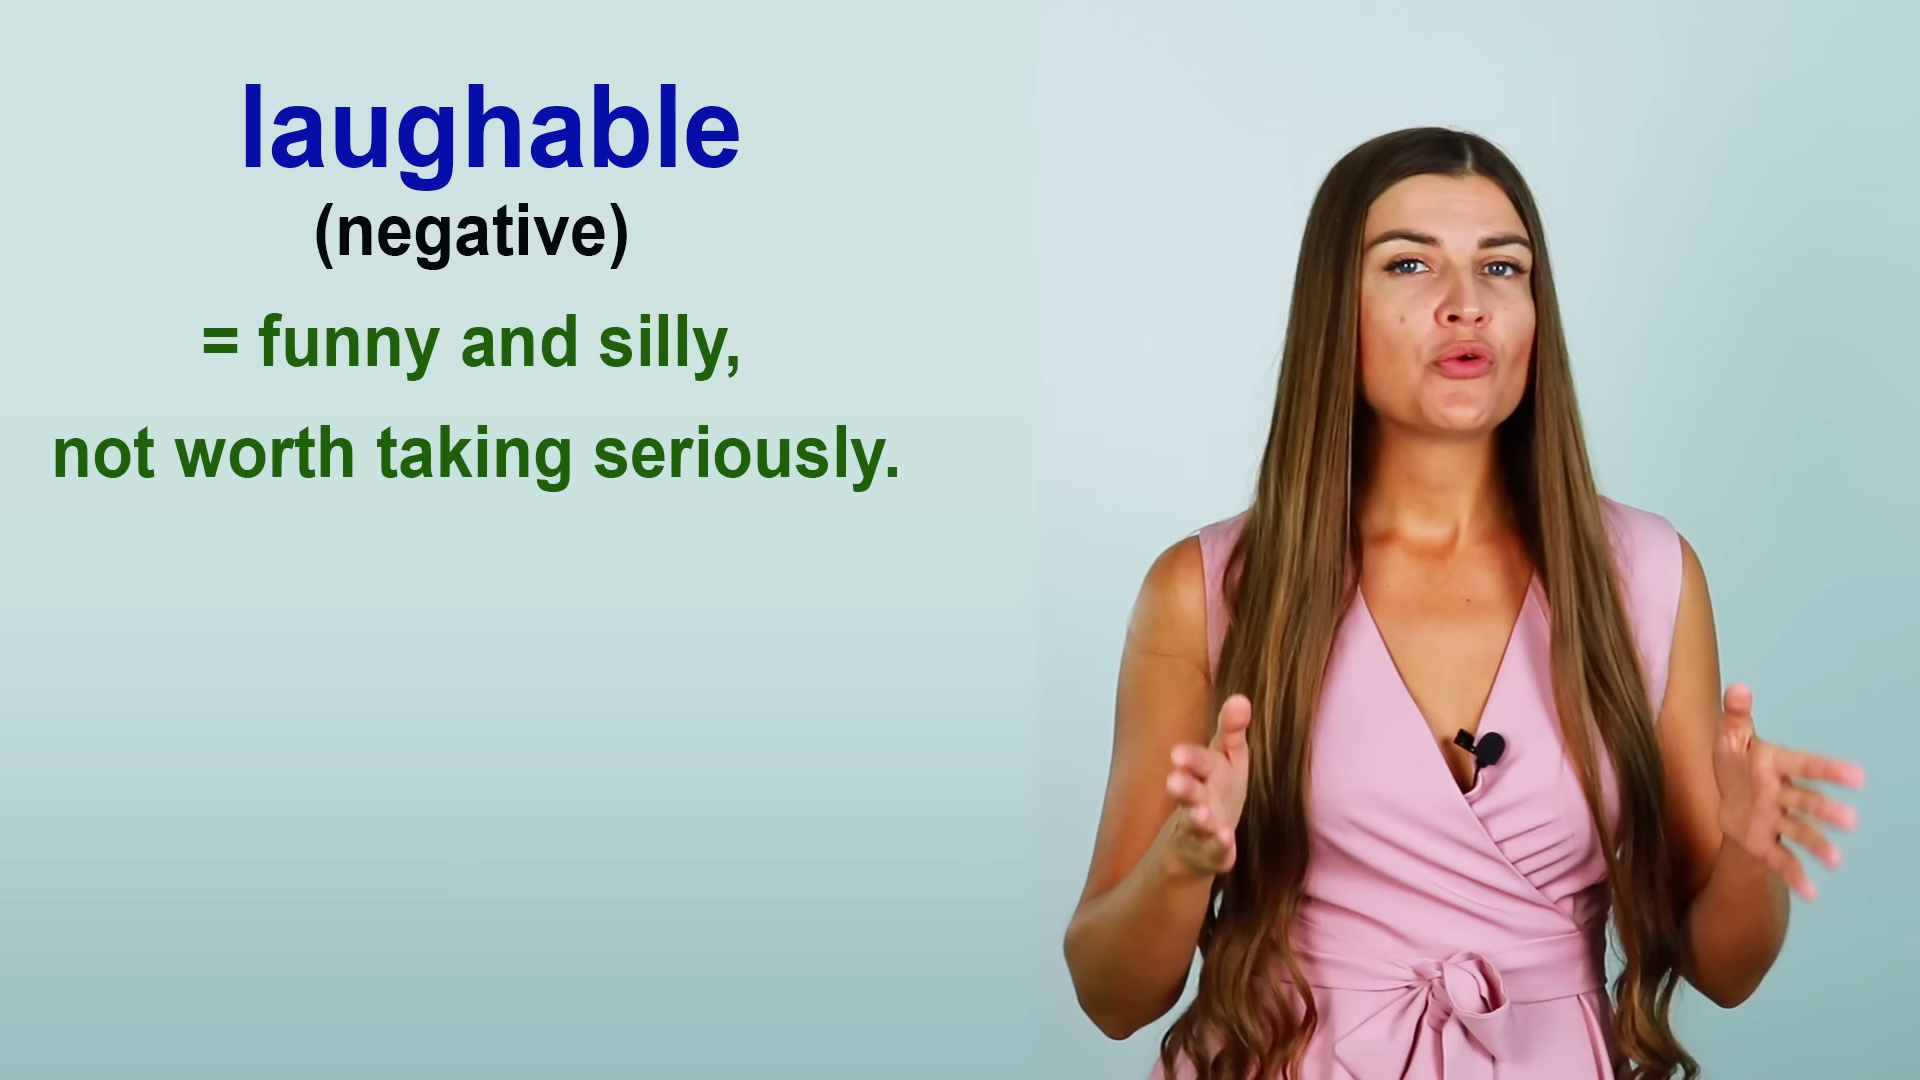 laughable
(negative)
= funny and silly,
not worth taking seriously.